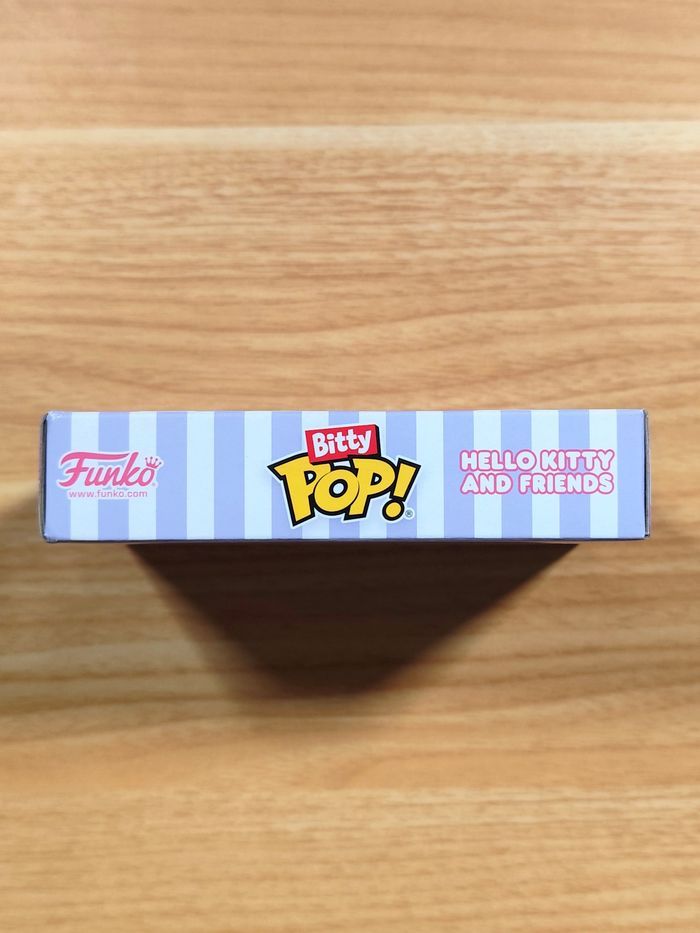 Funko
www.funko.com
Bitty
POP!
®
HELLO KITTY
AND FRIENDS